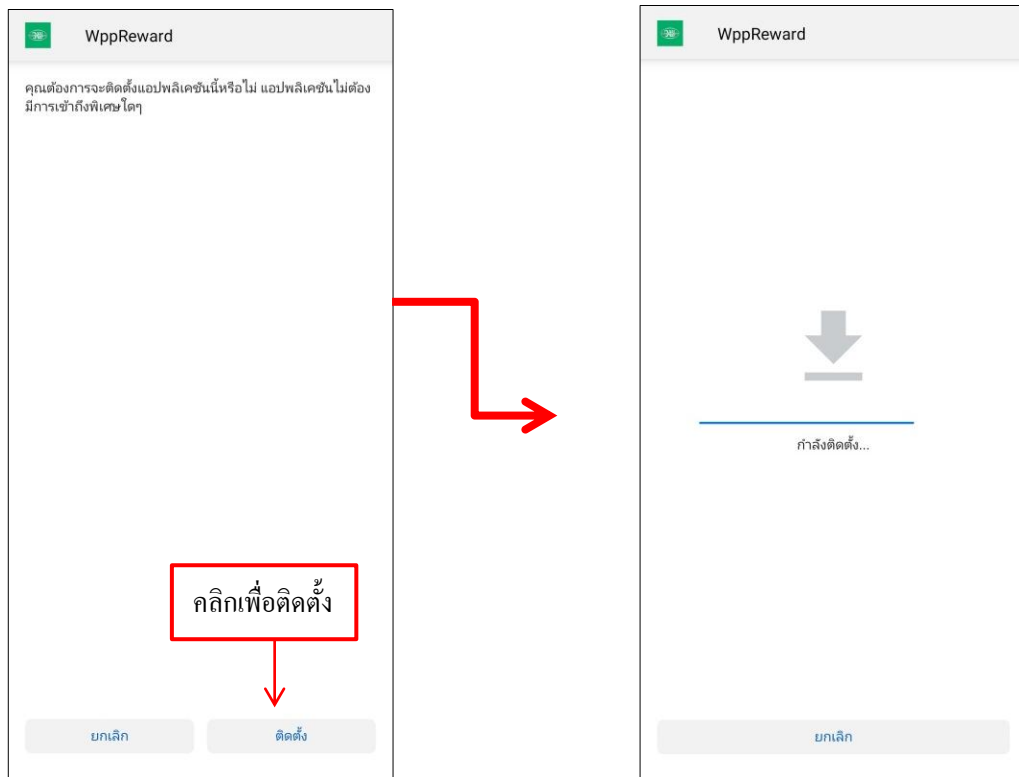 WppReward
คุณต้องการจะติดตั้งแอปพลิเคชันนี้หรือไม่ แอปพลิเคชันไม่ต้อง
มีการเข้าถึงพิเศษใดๆ
คลิกเพื่อติดตั้ง
ยกเลิก
ติดตั้ง
WppReward
กำลังติดตั้ง...
ยกเลิก